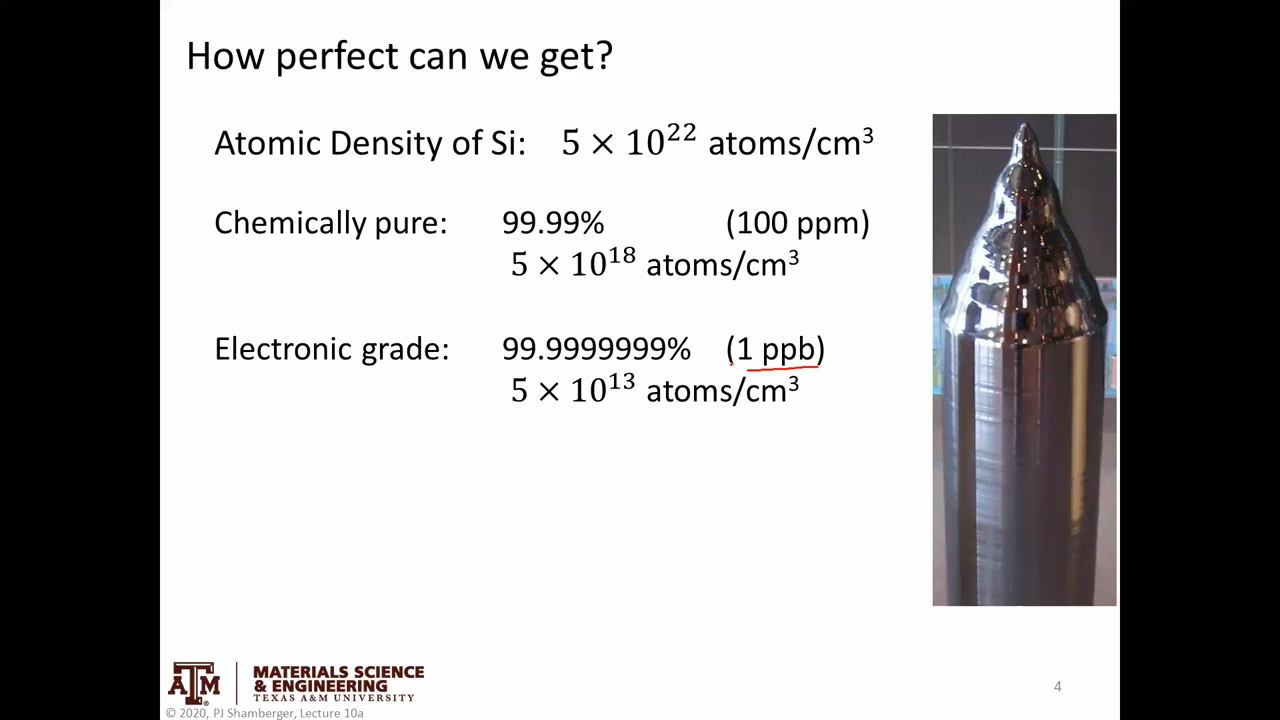 How perfect can we get?
Atomic Density of Si: 5 × 10²² atoms/cm³
Chemically pure: 99.99% (100 ppm)
5 × 10¹⁸ atoms/cm³
Electronic grade: 99.9999999% (1 ppb)
5 × 10¹³ atoms/cm³
ATM
MATERIALS SCIENCE
& ENGINEERING
TEXAS A&M UNIVERSITY
© 2020, PJ Shamberger, Lecture 10a
4